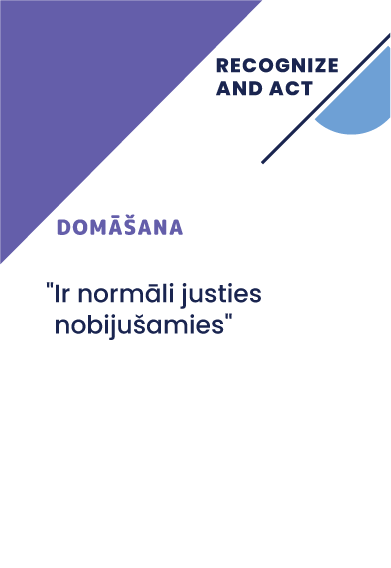 RECOGNIZE
AND ACT
DOMĀŠANA
"Ir normāli justies
nobijušamies"